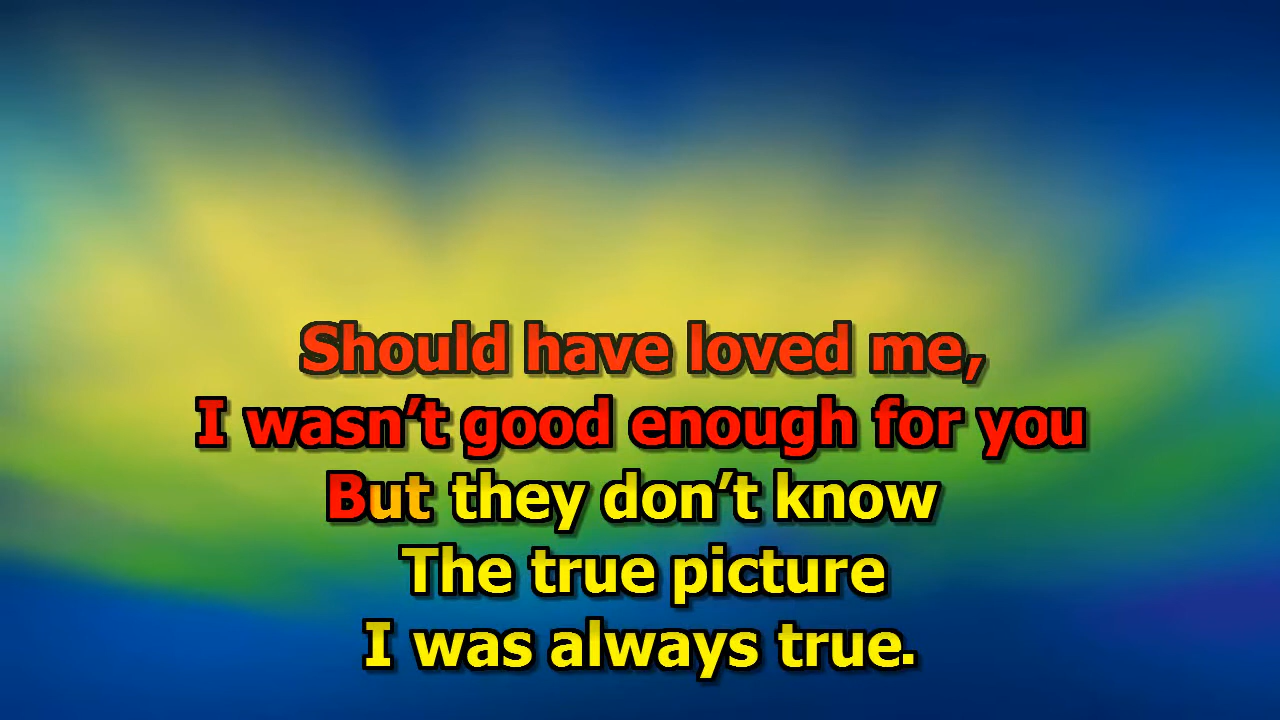 Should have loved me,
I wasn’t good enough for you
But they don’t know
The true picture
I was always true.